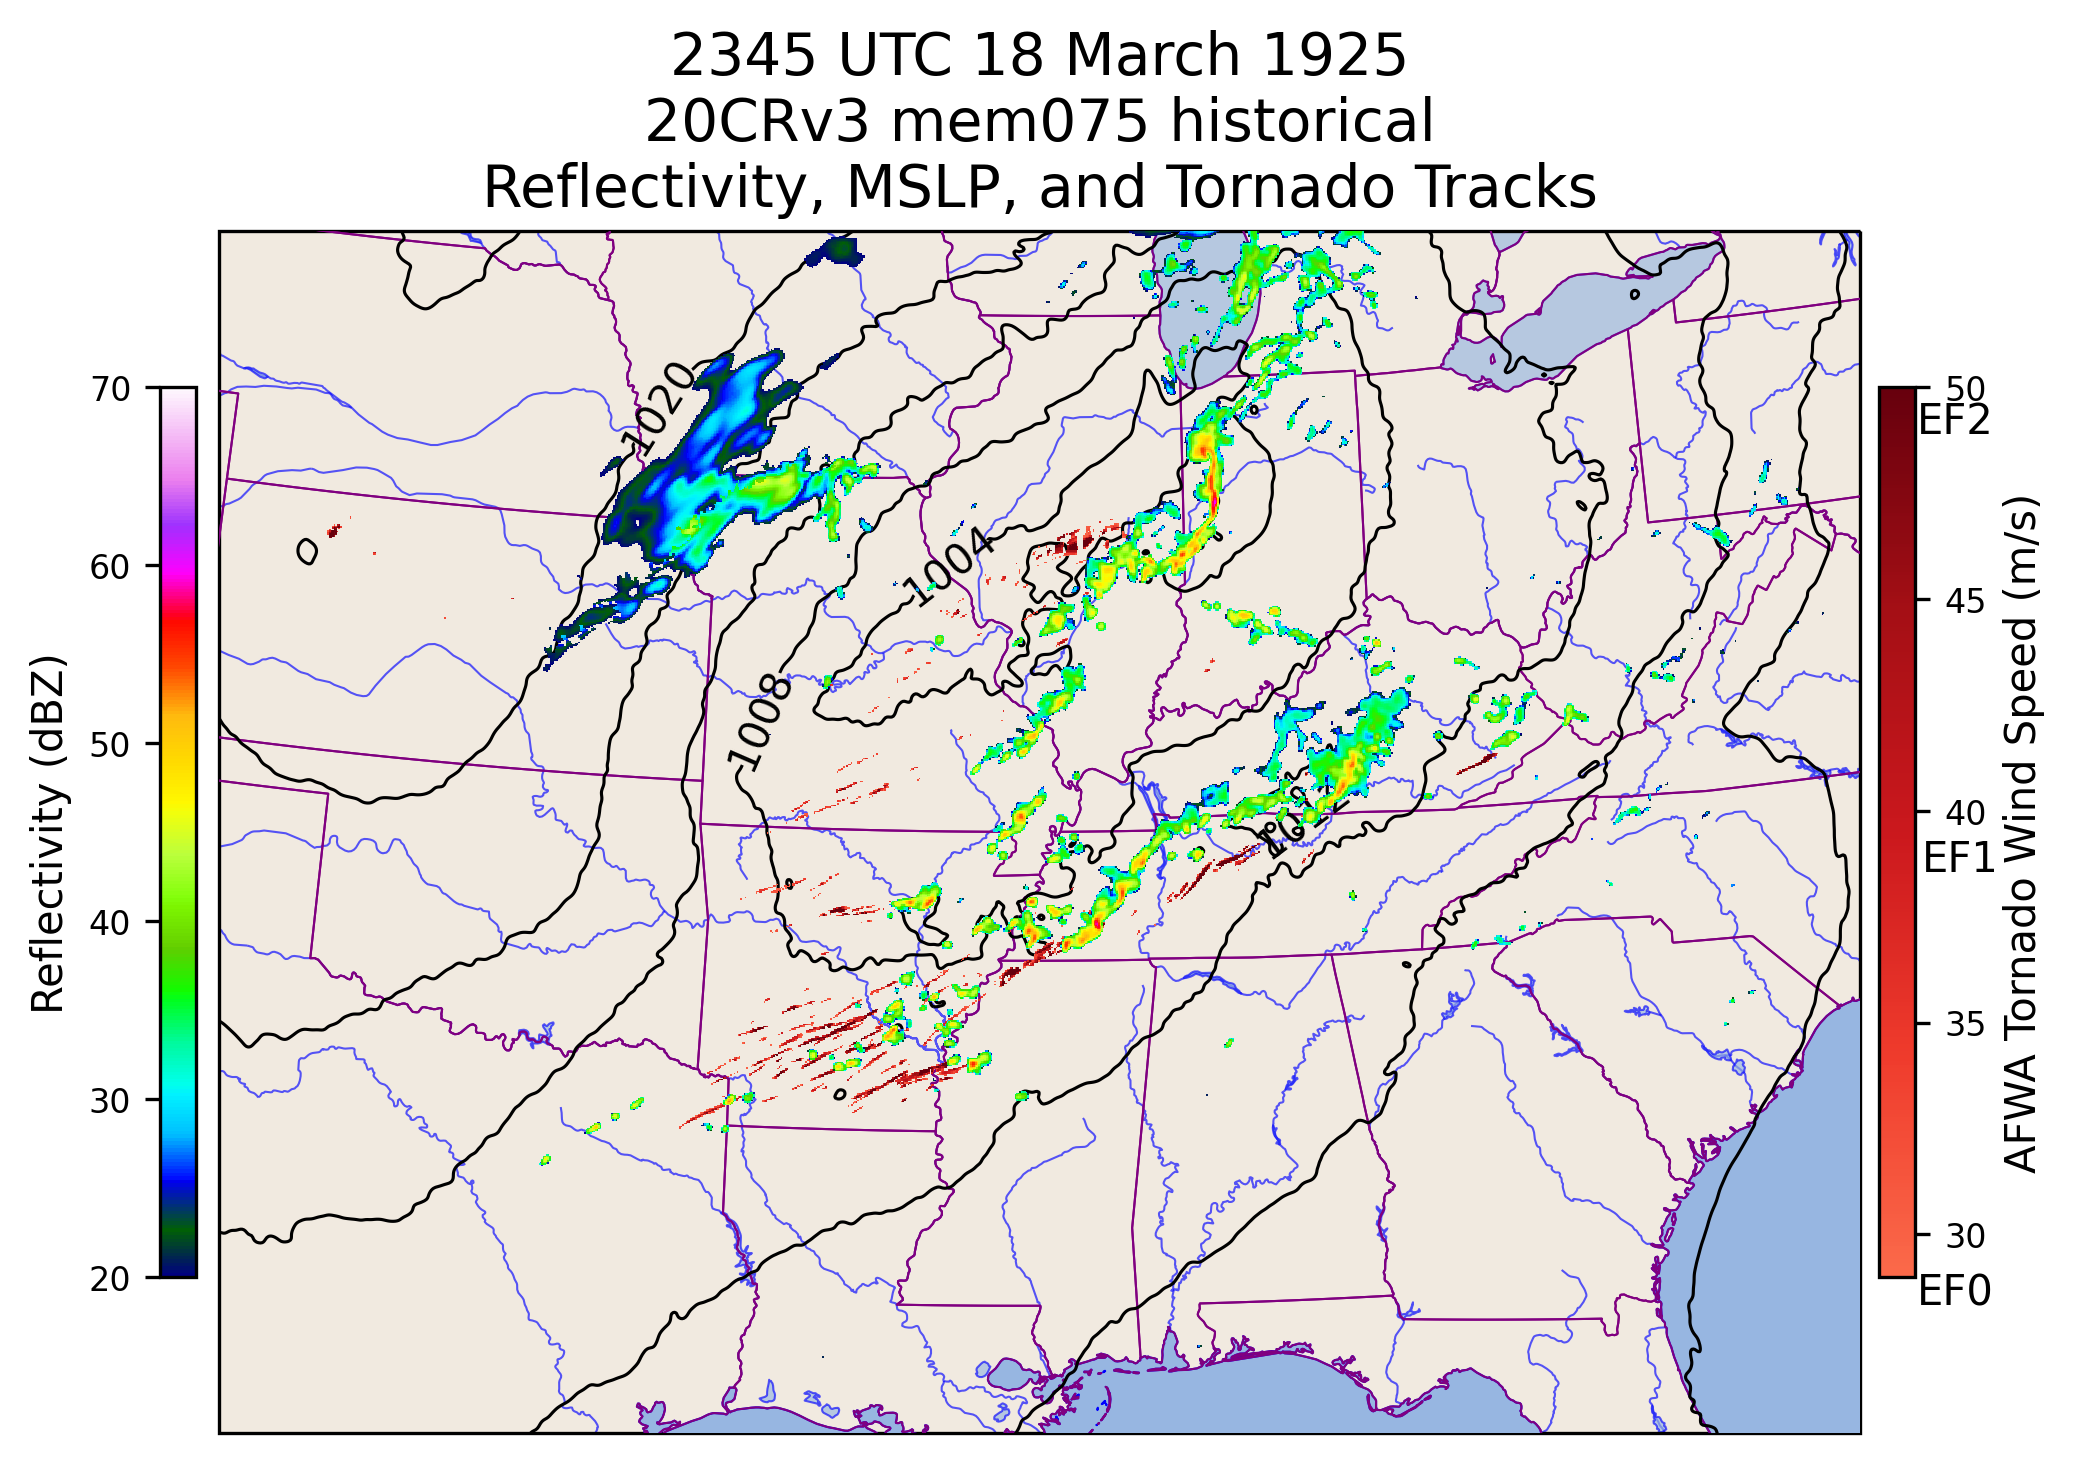 2345 UTC 18 March 1925
20CRv3 mem075 historical
Reflectivity, MSLP, and Tornado Tracks
Reflectivity (dBZ)
70
60
50
40
30
20
1020
1004
1008
1012
50
EF2
45
40
EF1
35
30
EF0
AFWA Tornado Wind Speed (m/s)